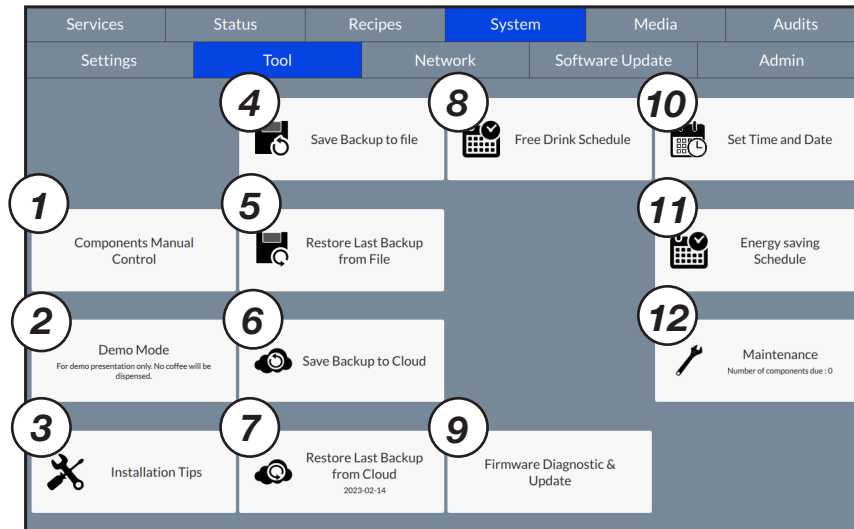 Services Status Recipes System Media Audits
Settings Tool Network Software Update Admin
4
Save Backup to file
8
Free Drink Schedule
10
Set Time and Date
1
Components Manual
Control
5
Restore Last Backup
from File
11
Energy saving
Schedule
2
Demo Mode
For demo presentation only. No coffee will be
dispensed.
6
Save Backup to Cloud
12
Maintenance
Number of components due : 0
3
Installation Tips
7
Restore Last Backup
from Cloud
2023-02-14
9
Firmware Diagnostic &
Update